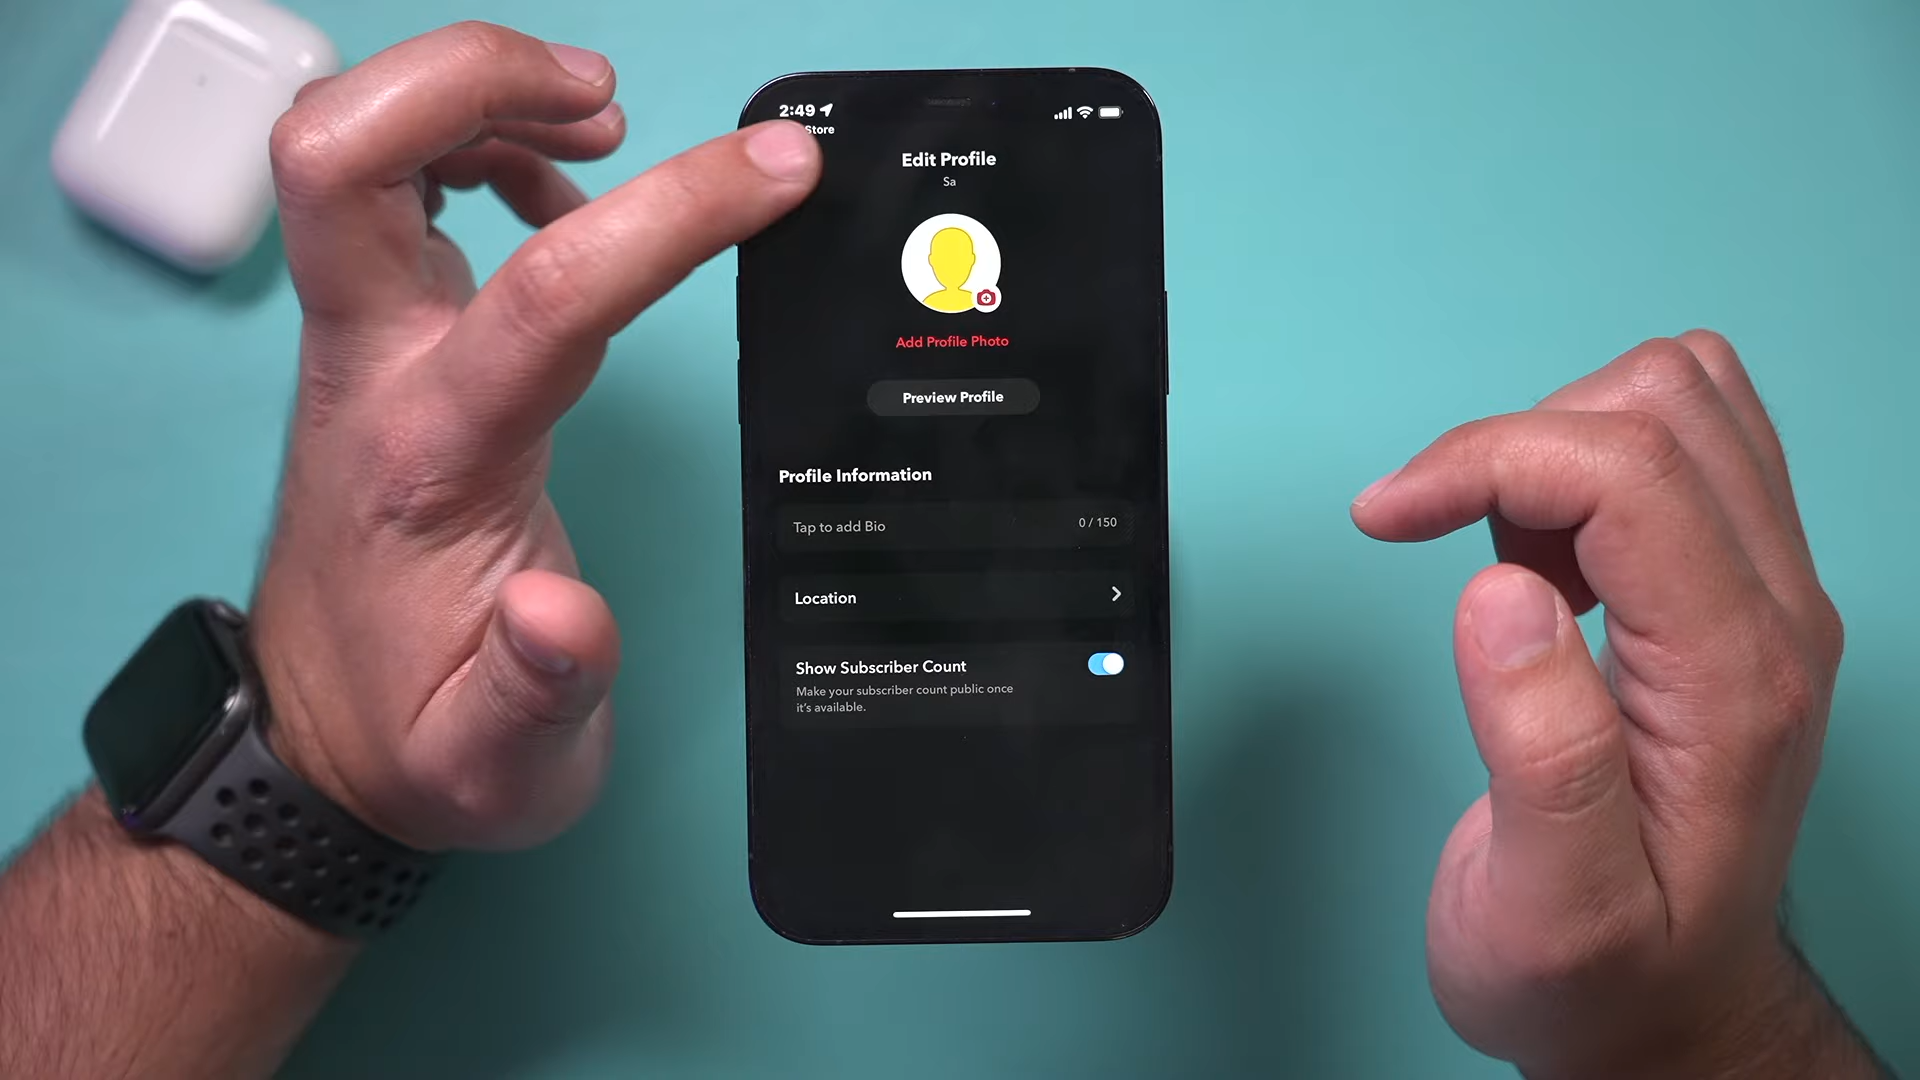 2:49
Store
Edit Profile
Sa
Add Profile Photo
Preview Profile
Profile Information
Tap to add Bio
0 / 150
Location
Show Subscriber Count
Make your subscriber count public once
it's available.